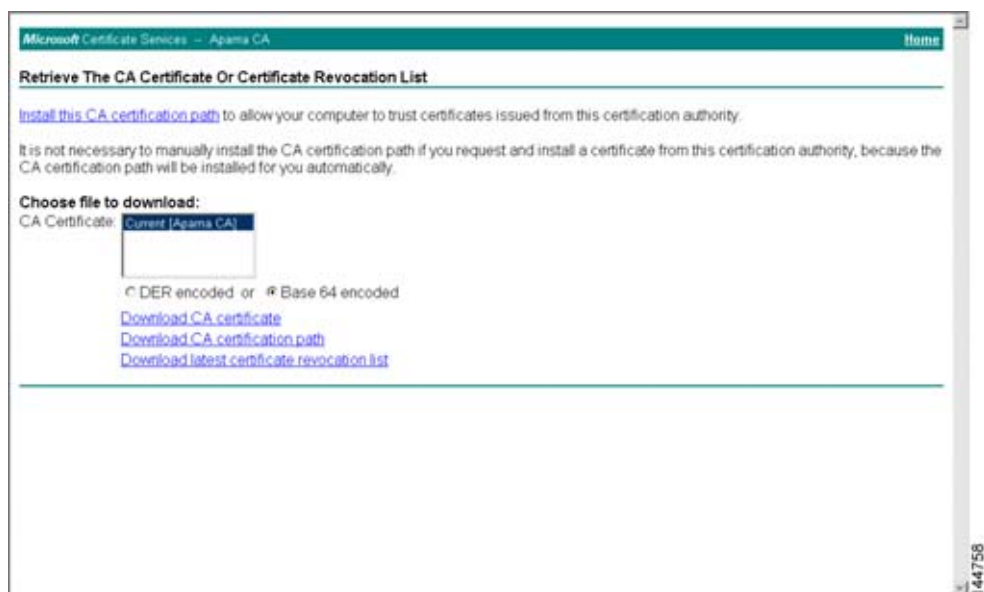 Microsoft Certificate Services -- Aparna CA Home
Retrieve The CA Certificate Or Certificate Revocation List
Install this CA certification path to allow your computer to trust certificates issued from this certification authority.
It is not necessary to manually install the CA certification path if you request and install a certificate from this certification authority, because the
CA certification path will be installed for you automatically.
Choose file to download:
CA Certificate: Current [Aparna CA]
DER encoded or Base 64 encoded
Download CA certificate
Download CA certification path
Download latest certificate revocation list
144758